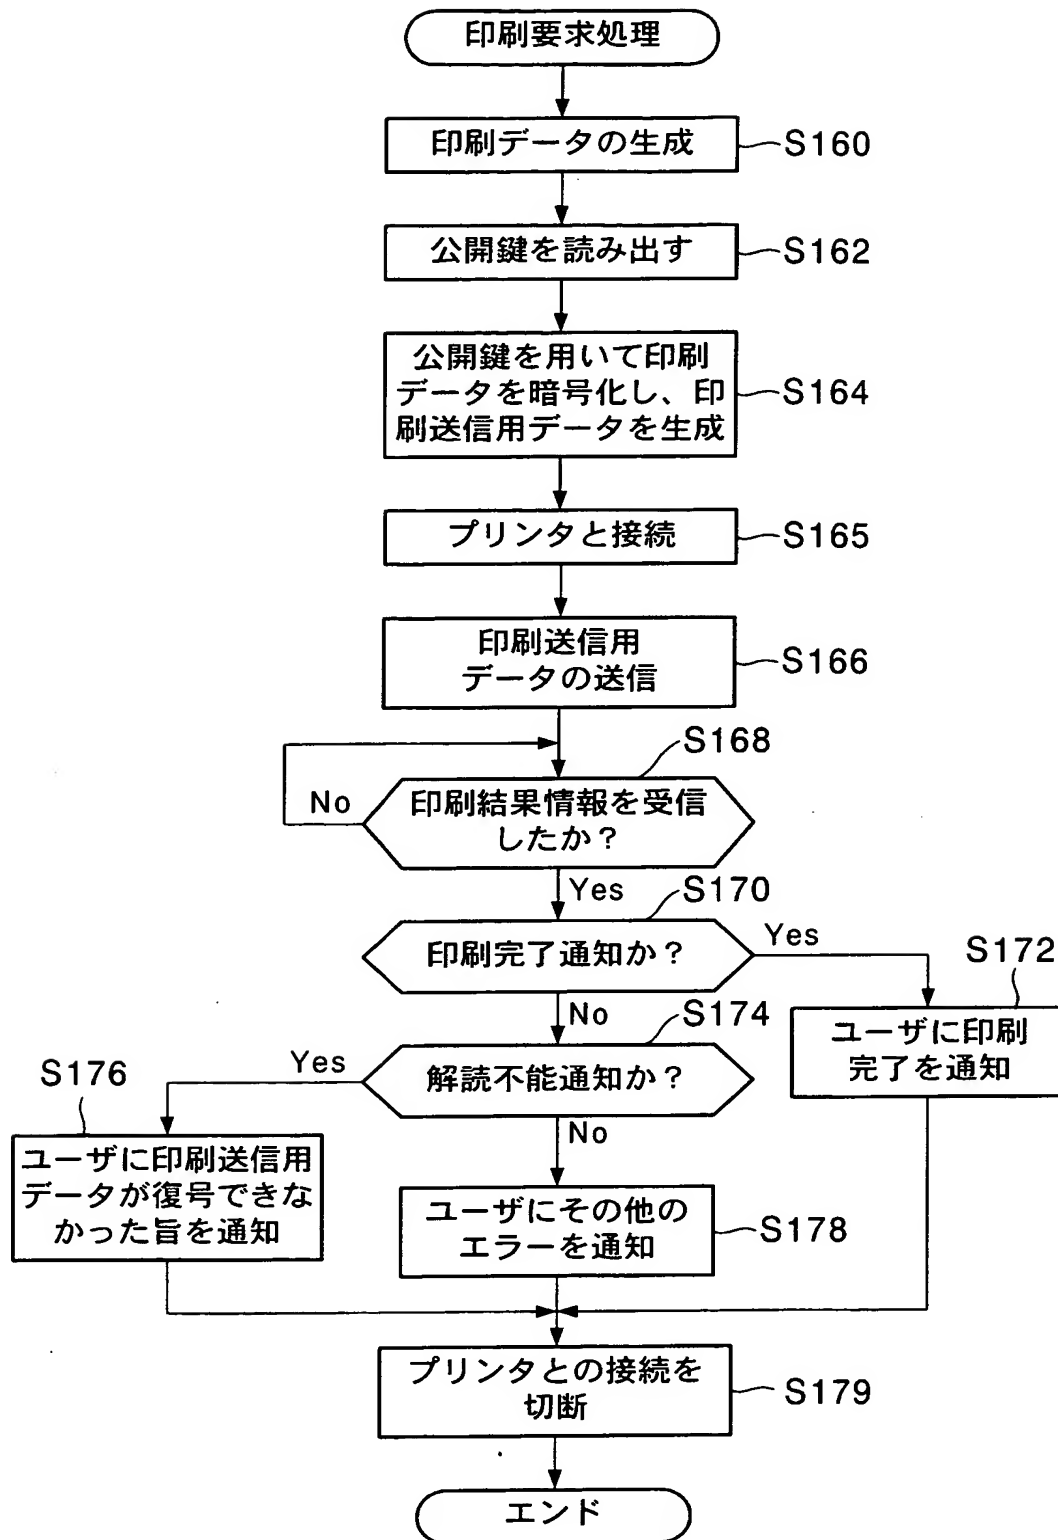 印刷要求処理
印刷データの生成
S160
公開鍵を読み出す
S162
公開鍵を用いて印刷
データを暗号化し、印
刷送信用データを生成
S164
プリンタと接続
S165
印刷送信用
データの送信
S166
S168
No
印刷結果情報を受信
したか？
Yes
S170
印刷完了通知か？
Yes
S172
No
S174
ユーザに印刷
完了を通知
解読不能通知か？
Yes
S176
No
ユーザに印刷送信用
データが復号できな
かった旨を通知
ユーザにその他の
エラーを通知
S178
プリンタとの接続を
切断
S179
エンド